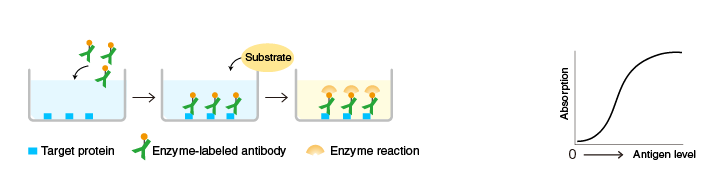 Substrate
Target protein
Enzyme-labeled antibody
Enzyme reaction
Absorption
0
Antigen level